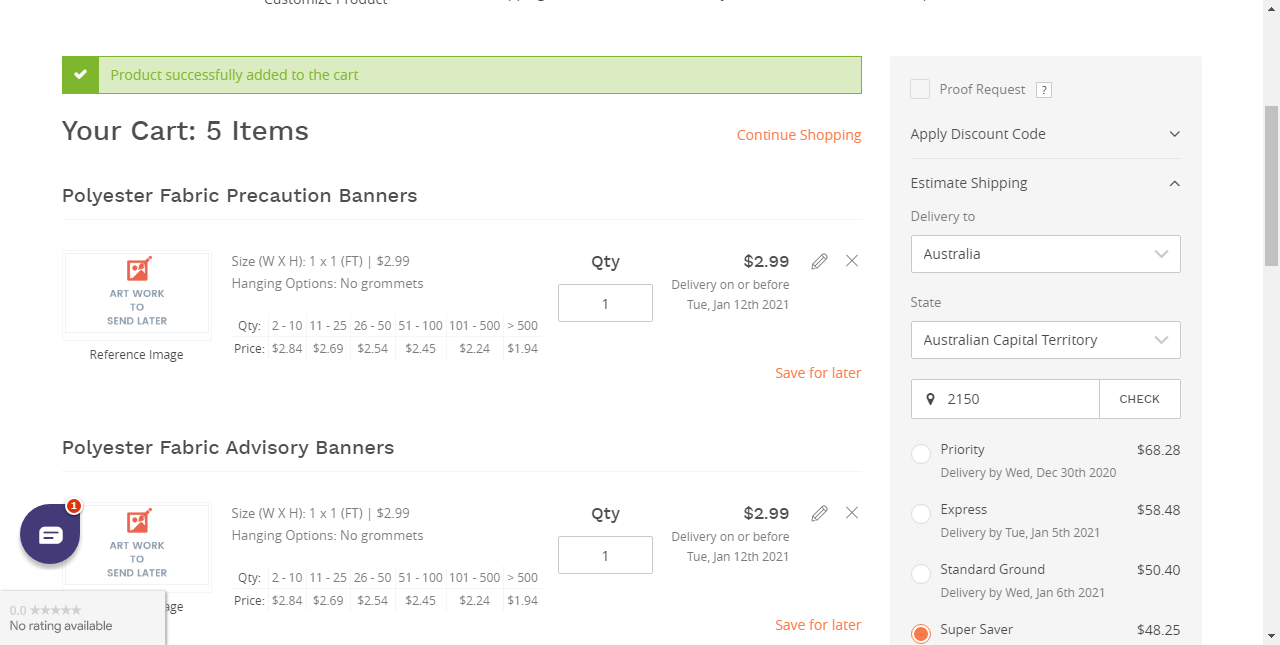 Customize Product
Product successfully added to the cart
Your Cart: 5 Items
Continue Shopping
Polyester Fabric Precaution Banners
ART WORK
TO
SEND LATER
Reference Image
Size (W X H): 1 x 1 (FT) | $2.99
Hanging Options: No grommets
Qty: 2 - 10 11 - 25 26 - 50 51 - 100 101 - 500 > 500
Price: $2.84 $2.69 $2.54 $2.45 $2.24 $1.94
Qty
1
$2.99
Delivery on or before
Tue, Jan 12th 2021
Save for later
Polyester Fabric Advisory Banners
ART WORK
TO
SEND LATER
age
Size (W X H): 1 x 1 (FT) | $2.99
Hanging Options: No grommets
Qty: 2 - 10 11 - 25 26 - 50 51 - 100 101 - 500 > 500
Price: $2.84 $2.69 $2.54 $2.45 $2.24 $1.94
Qty
1
$2.99
Delivery on or before
Tue, Jan 12th 2021
Save for later
1
0.0 ★★★★★
No rating available
Proof Request ?
Apply Discount Code
Estimate Shipping
Delivery to
Australia
State
Australian Capital Territory
2150 CHECK
Priority $68.28
Delivery by Wed, Dec 30th 2020
Express $58.48
Delivery by Tue, Jan 5th 2021
Standard Ground $50.40
Delivery by Wed, Jan 6th 2021
Super Saver $48.25